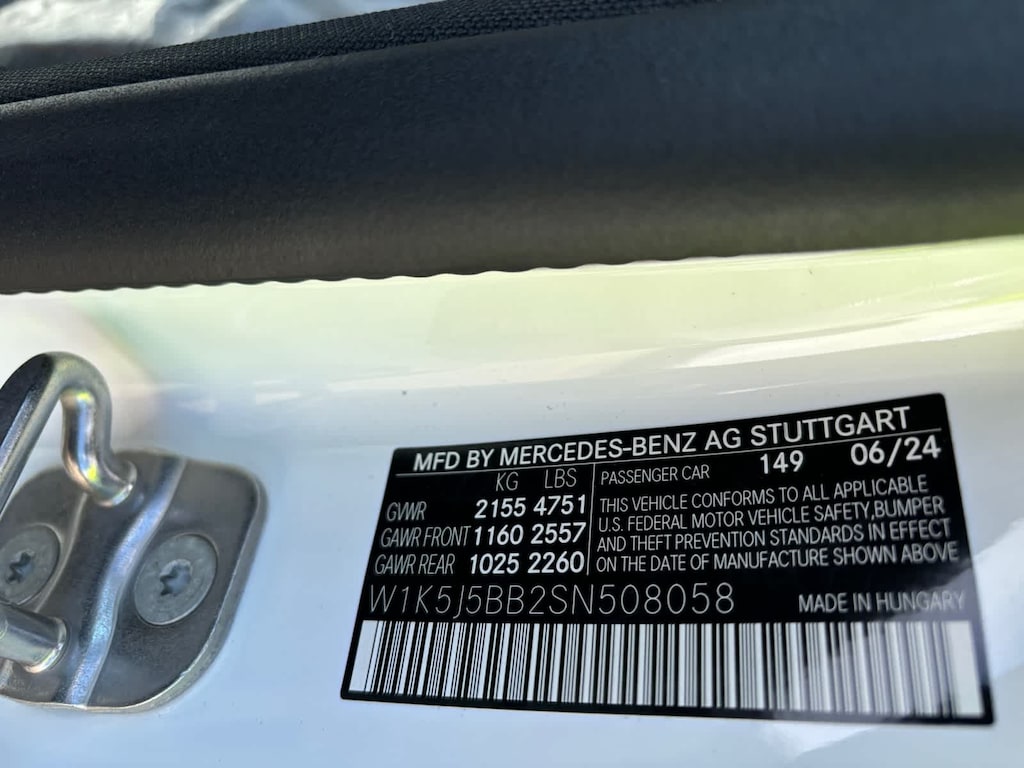 MFD BY MERCEDES-BENZ AG STUTTGART
KG LBS
GVWR 2155 4751
GAWR FRONT 1160 2557
GAWR REAR 1025 2260
PASSENGER CAR 149 06/24
THIS VEHICLE CONFORMS TO ALL APPLICABLE
U.S. FEDERAL MOTOR VEHICLE SAFETY,BUMPER
AND THEFT PREVENTION STANDARDS IN EFFECT
ON THE DATE OF MANUFACTURE SHOWN ABOVE
W1K5J5BB2SN508058 MADE IN HUNGARY